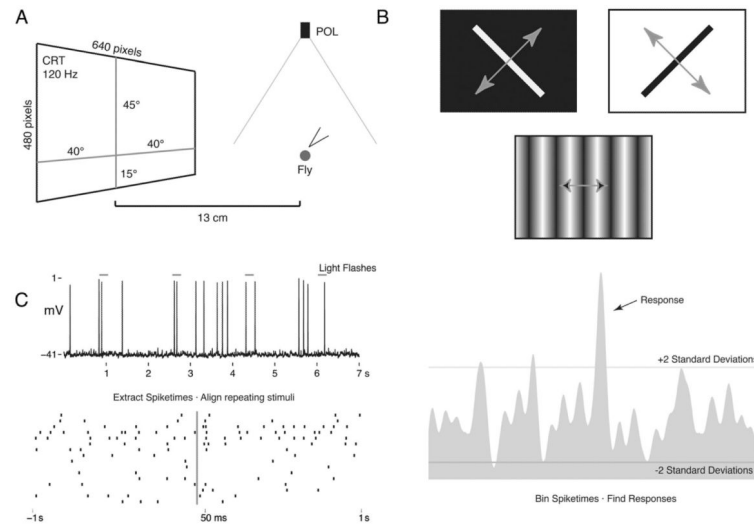 A
640 pixels
CRT
120 Hz
480 pixels
45°
40°
40°
15°
POL
Fly
13 cm
B
C
Light Flashes
1
mV
−41
1 2 3 4 5 6 7 s
Extract Spiketimes · Align repeating stimuli
−1s 50 ms 1s
Response
+2 Standard Deviations
-2 Standard Deviations
Bin Spiketimes · Find Responses